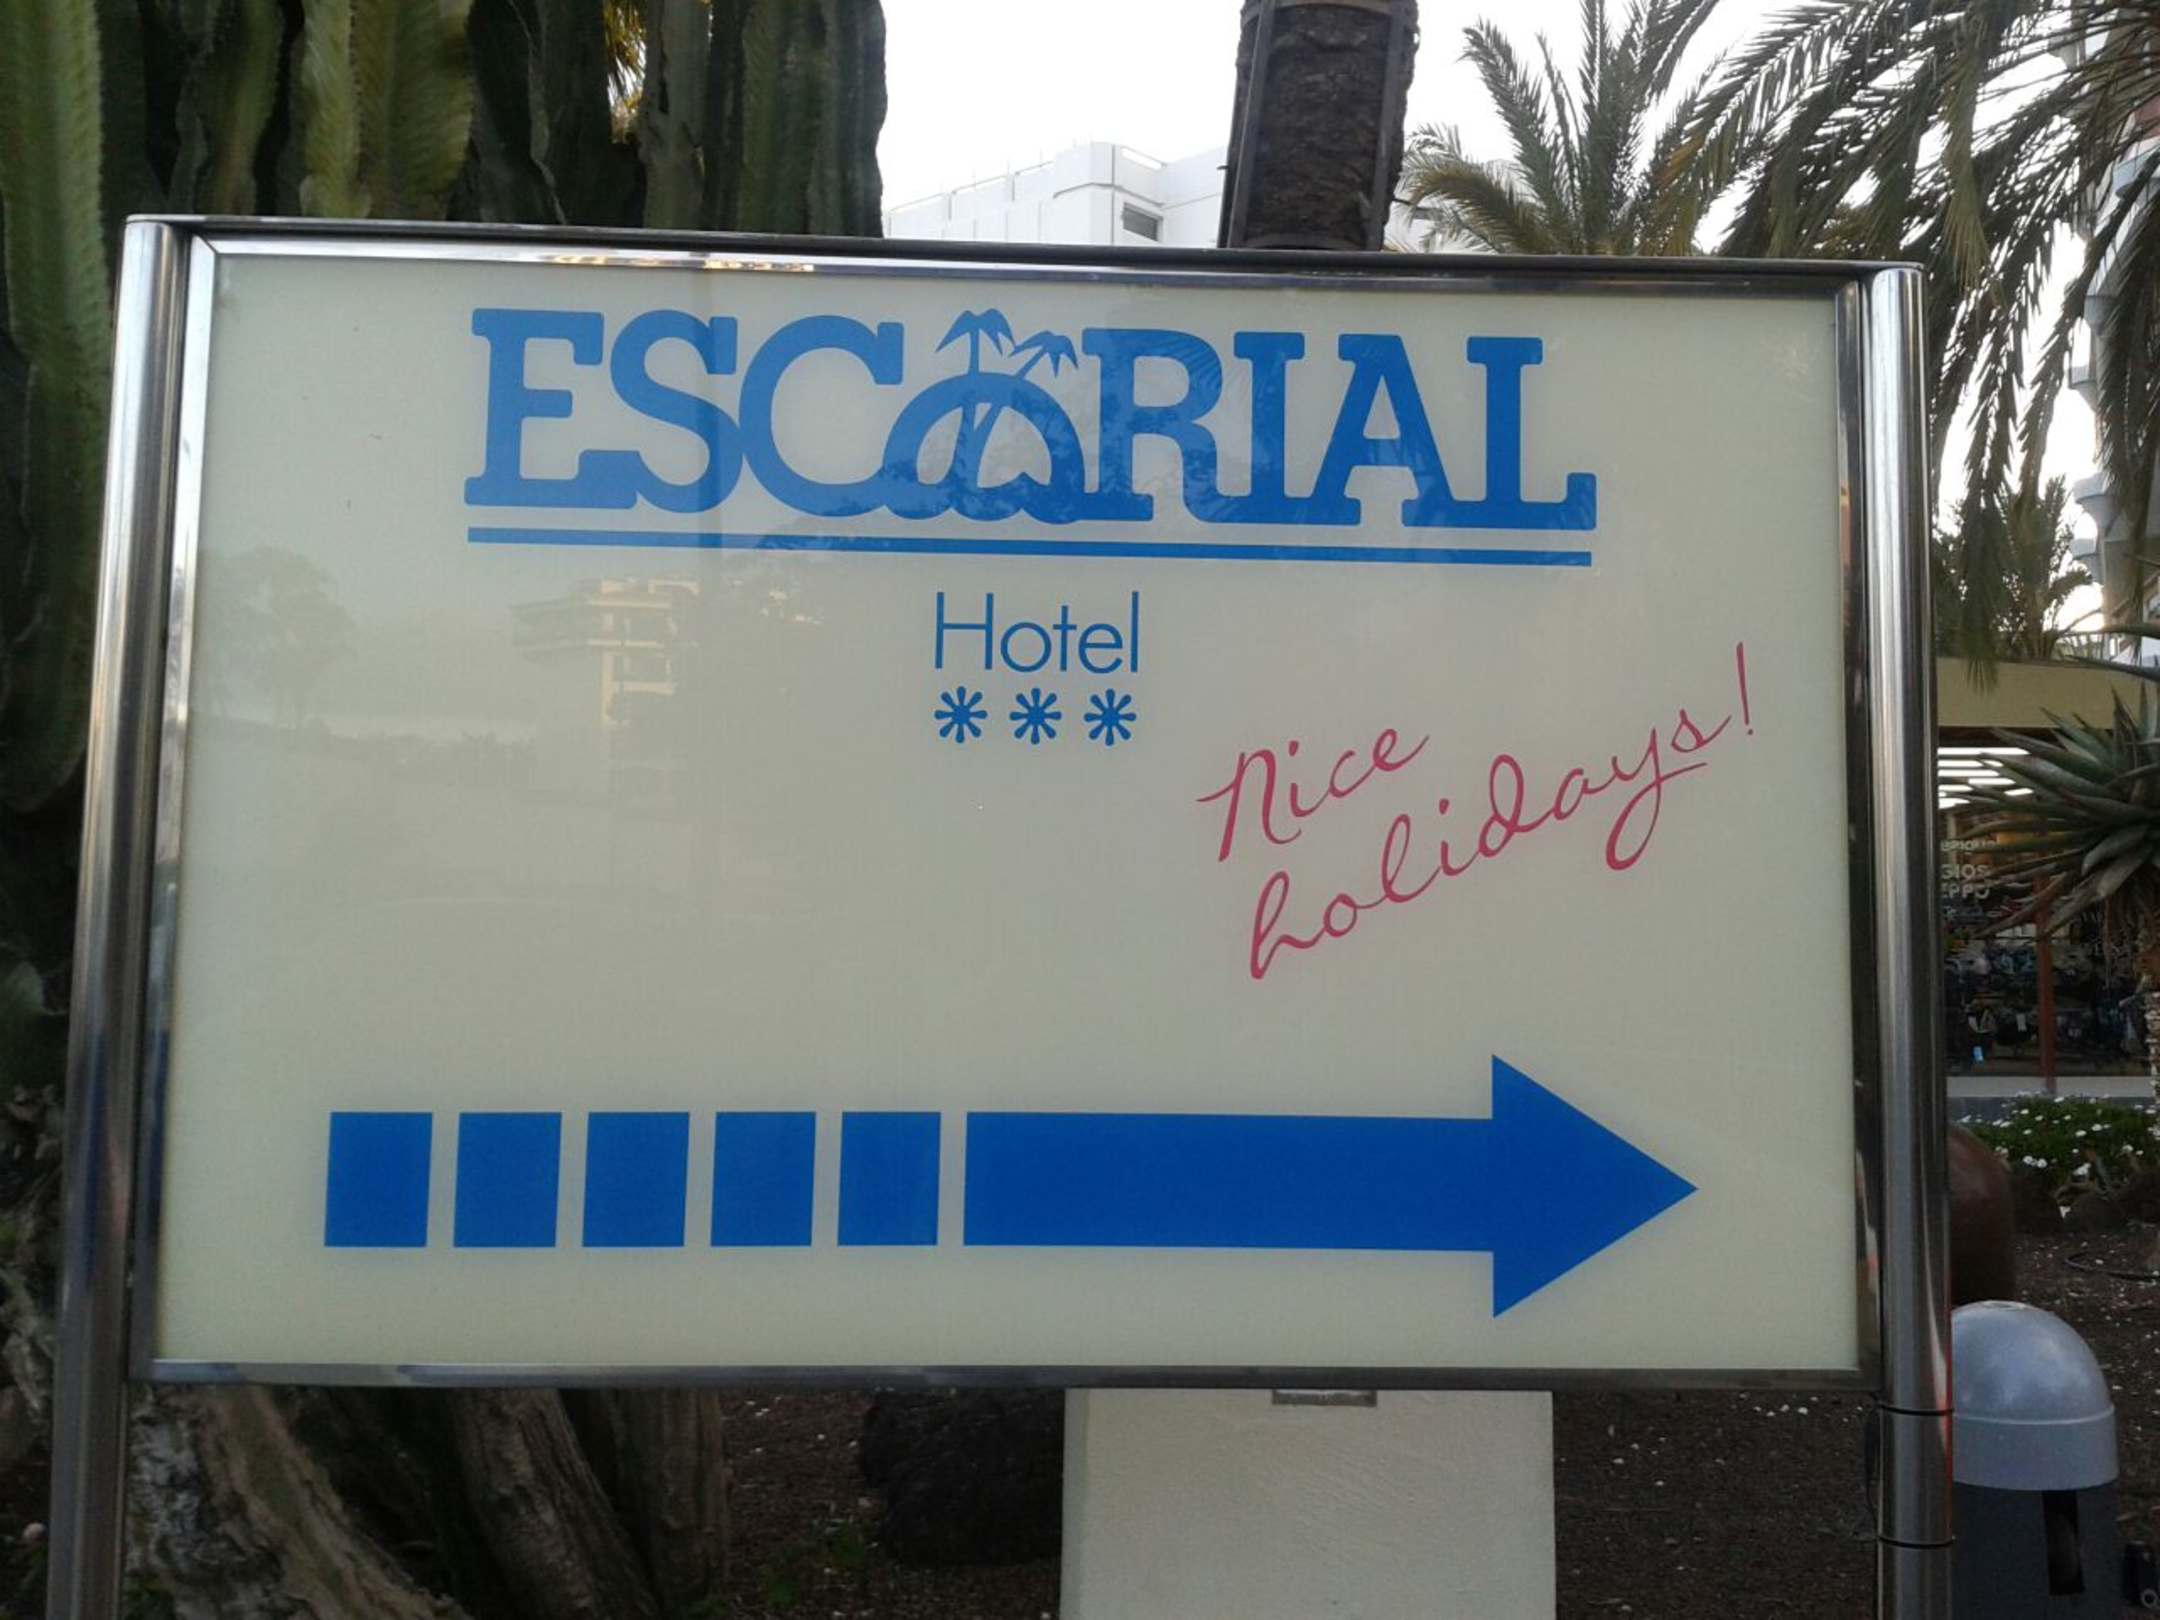 ESCORIAL
Hotel
***
Nice
holidays!